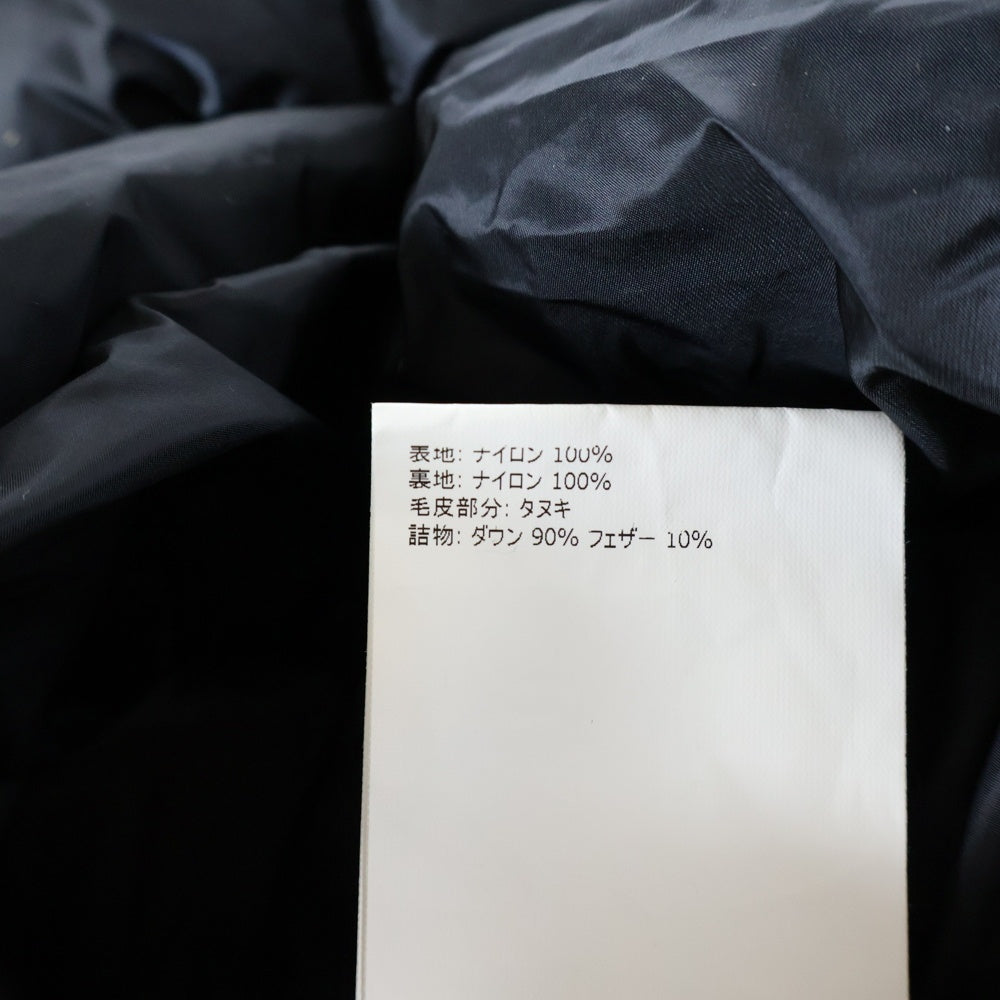 表地: ナイロン 100%
裏地: ナイロン 100%
毛皮部分: タヌキ
詰物: ダウン 90% フェザー 10%